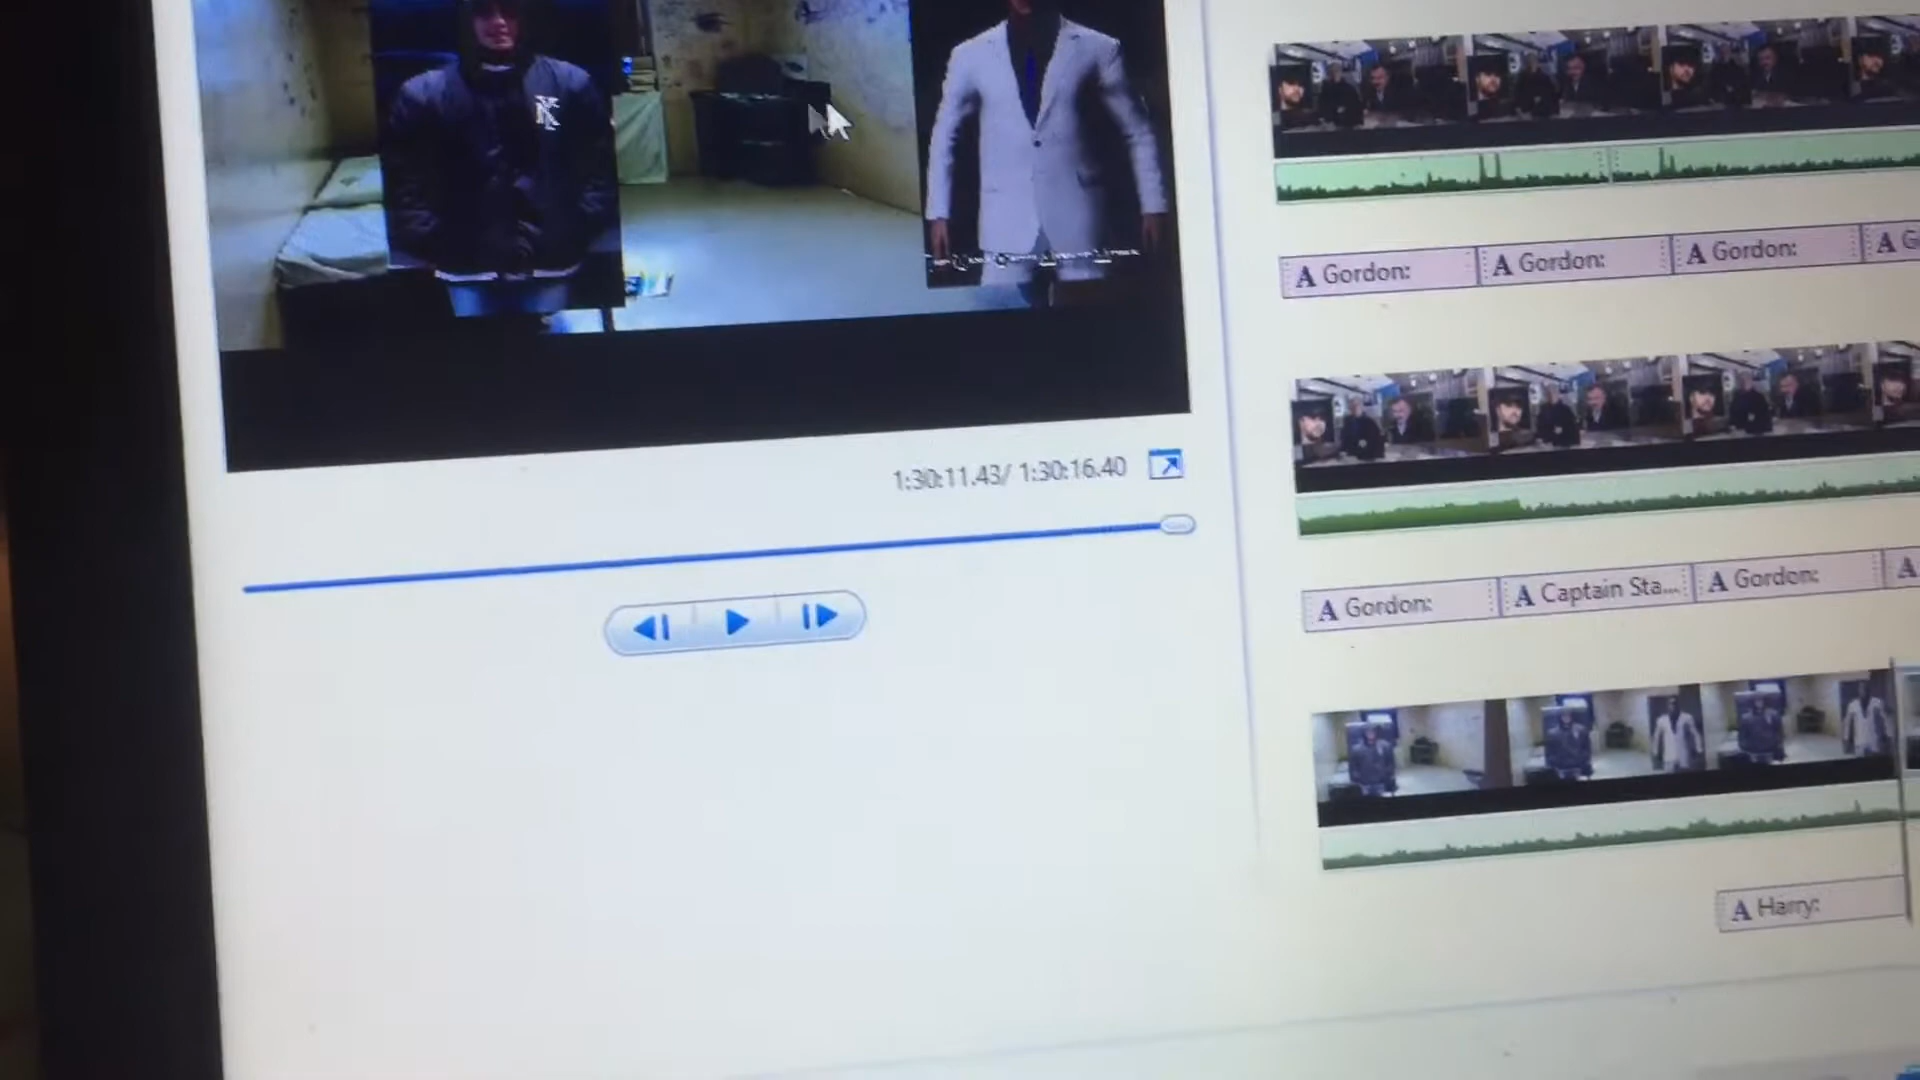 A Gordon: A Gordon: A Gordon: A G
1:30:11.43/ 1:30:16.40
A Gordon: A Captain Sta... A Gordon: A
A Harry: